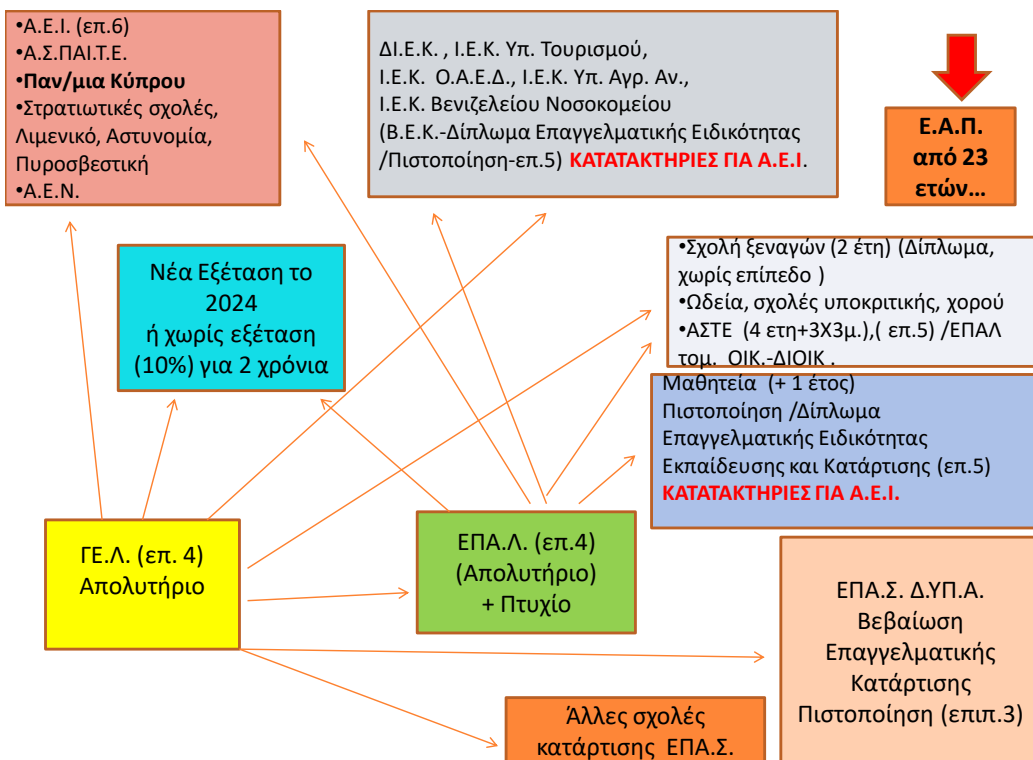 •Α.Ε.Ι. (επ.6)
•Α.Σ.ΠΑΙ.Τ.Ε.
•Παν/μια Κύπρου
•Στρατιωτικές σχολές,
Λιμενικό, Αστυνομία,
Πυροσβεστική
•Α.Ε.Ν.
ΔΙ.Ε.Κ. , Ι.Ε.Κ. Υπ. Τουρισμού,
Ι.Ε.Κ. Ο.Α.Ε.Δ., Ι.Ε.Κ. Υπ. Αγρ. Αν.,
Ι.Ε.Κ. Βενιζελείου Νοσοκομείου
(Β.Ε.Κ.-Δίπλωμα Επαγγελματικής Ειδικότητας
/Πιστοποίηση-επ.5) ΚΑΤΑΤΑΚΤΗΡΙΕΣ ΓΙΑ Α.Ε.Ι.
Ε.Α.Π.
από 23
ετών…
Νέα Εξέταση το
2024
ή χωρίς εξέταση
(10%) για 2 χρόνια
•Σχολή ξεναγών (2 έτη) (Δίπλωμα,
χωρίς επίπεδο )
•Ωδεία, σχολές υποκριτικής, χορού
•ΑΣΤΕ (4 ετη+3Χ3μ.),( επ.5) /ΕΠΑΛ
τομ. ΟΙΚ.-ΔΙΟΙΚ .
Μαθητεία (+ 1 έτος)
Πιστοποίηση /Δίπλωμα
Επαγγελματικής Ειδικότητας
Εκπαίδευσης και Κατάρτισης (επ.5)
ΚΑΤΑΤΑΚΤΗΡΙΕΣ ΓΙΑ Α.Ε.Ι.
ΓΕ.Λ. (επ. 4)
Απολυτήριο
ΕΠΑ.Λ. (επ.4)
(Απολυτήριο)
+ Πτυχίο
ΕΠΑ.Σ. Δ.ΥΠ.Α.
Βεβαίωση
Επαγγελματικής
Κατάρτισης
Πιστοποίηση (επιπ.3)
Άλλες σχολές
κατάρτισης ΕΠΑ.Σ.